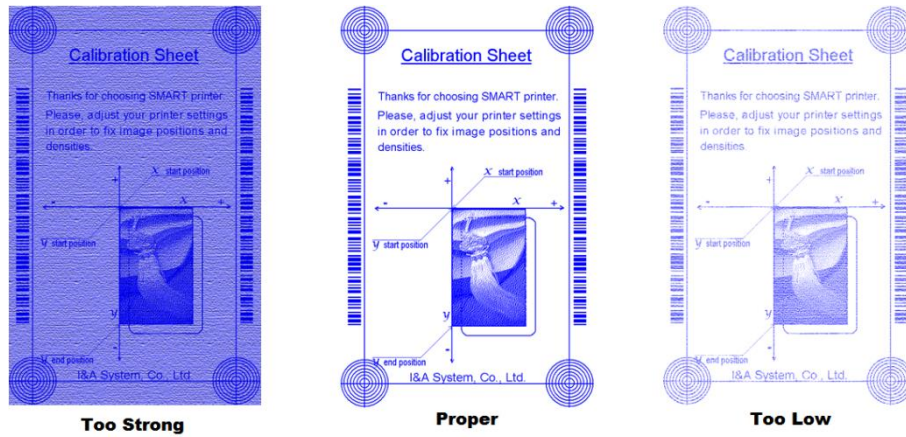 Calibration Sheet
Thanks for choosing SMART printer.
Please, adjust your printer settings
in order to fix image positions and
densities.
x start position
+
- x +
y start position
y
y end position
-
I&A System, Co., Ltd.
Too Strong
Calibration Sheet
Thanks for choosing SMART printer.
Please, adjust your printer settings
in order to fix image positions and
densities.
x start position
+
- x +
y start position
y
y end position
-
I&A System, Co., Ltd.
Proper
Calibration Sheet
Thanks for choosing SMART printer.
Please, adjust your printer settings
in order to fix image positions and
densitins.
x start position
+
- x +
y start position
y
y end position
-
I&A System, Co., Ltd.
Too Low